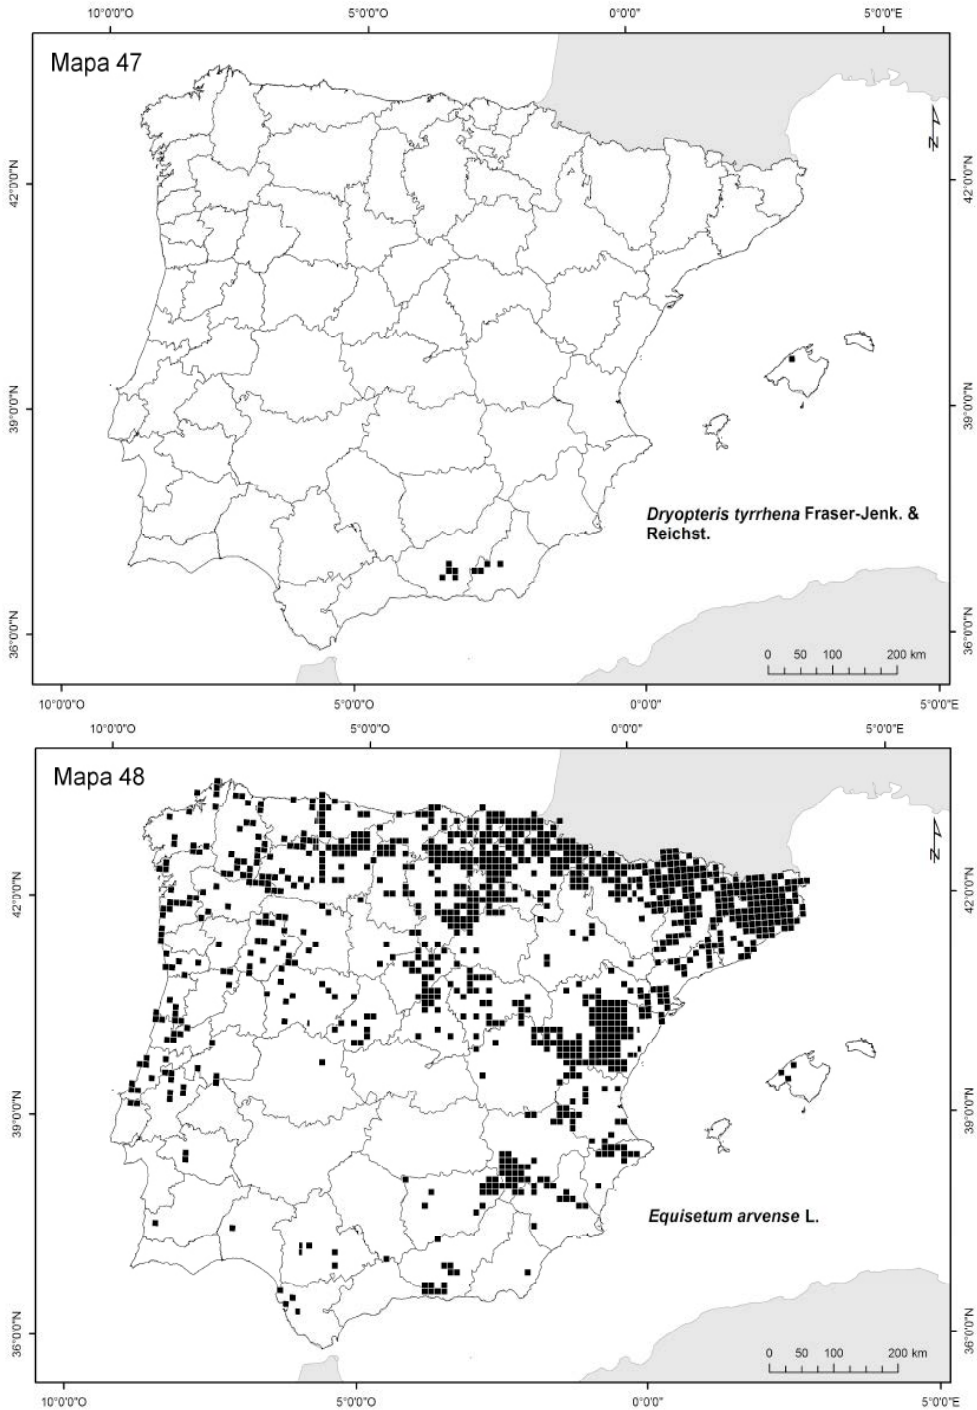 10°0'0"O 5°0'0"O 0°0'0" 5°0'0"E
Mapa 47
N
42°0'0"N 42°0'0"N
39°0'0"N 39°0'0"N
Dryopteris tyrrhena Fraser-Jenk. &
Reichst.
36°0'0"N 36°0'0"N
0 50 100 200 km
10°0'0"O 5°0'0"O 0°0'0" 5°0'0"E
10°0'0"O 5°0'0"O 0°0'0" 5°0'0"E
Mapa 48
N
42°0'0"N 42°0'0"N
39°0'0"N 39°0'0"N
Equisetum arvense L.
36°0'0"N 36°0'0"N
0 50 100 200 km
10°0'0"O 5°0'0"O 0°0'0" 5°0'0"E